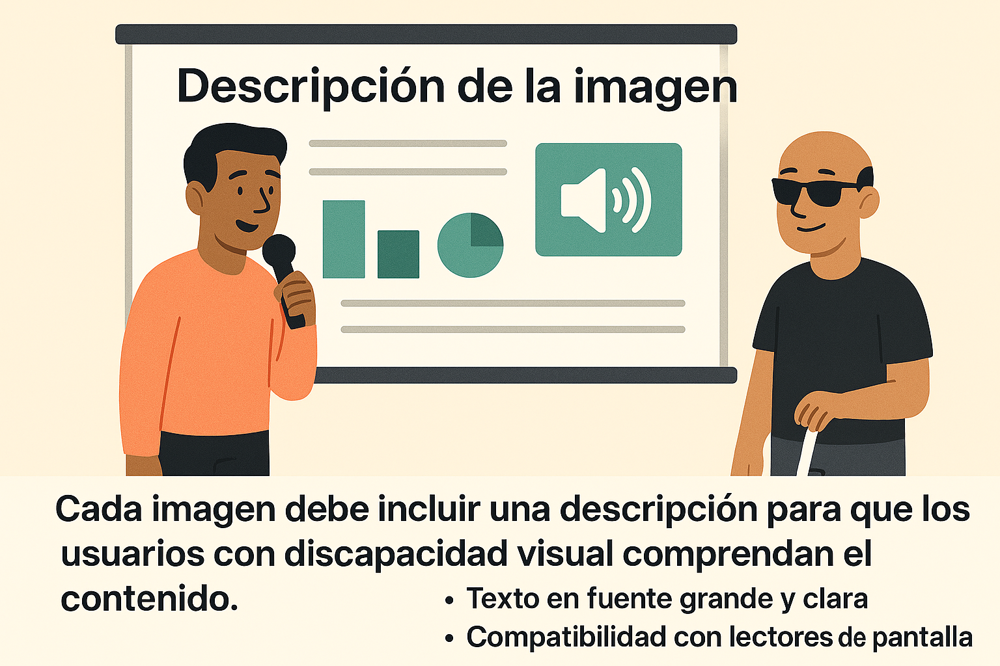 Descripción de la imagen
Cada imagen debe incluir una descripción para que los
usuarios con discapacidad visual comprendan el
contenido.
• Texto en fuente grande y clara
• Compatibilidad con lectores de pantalla